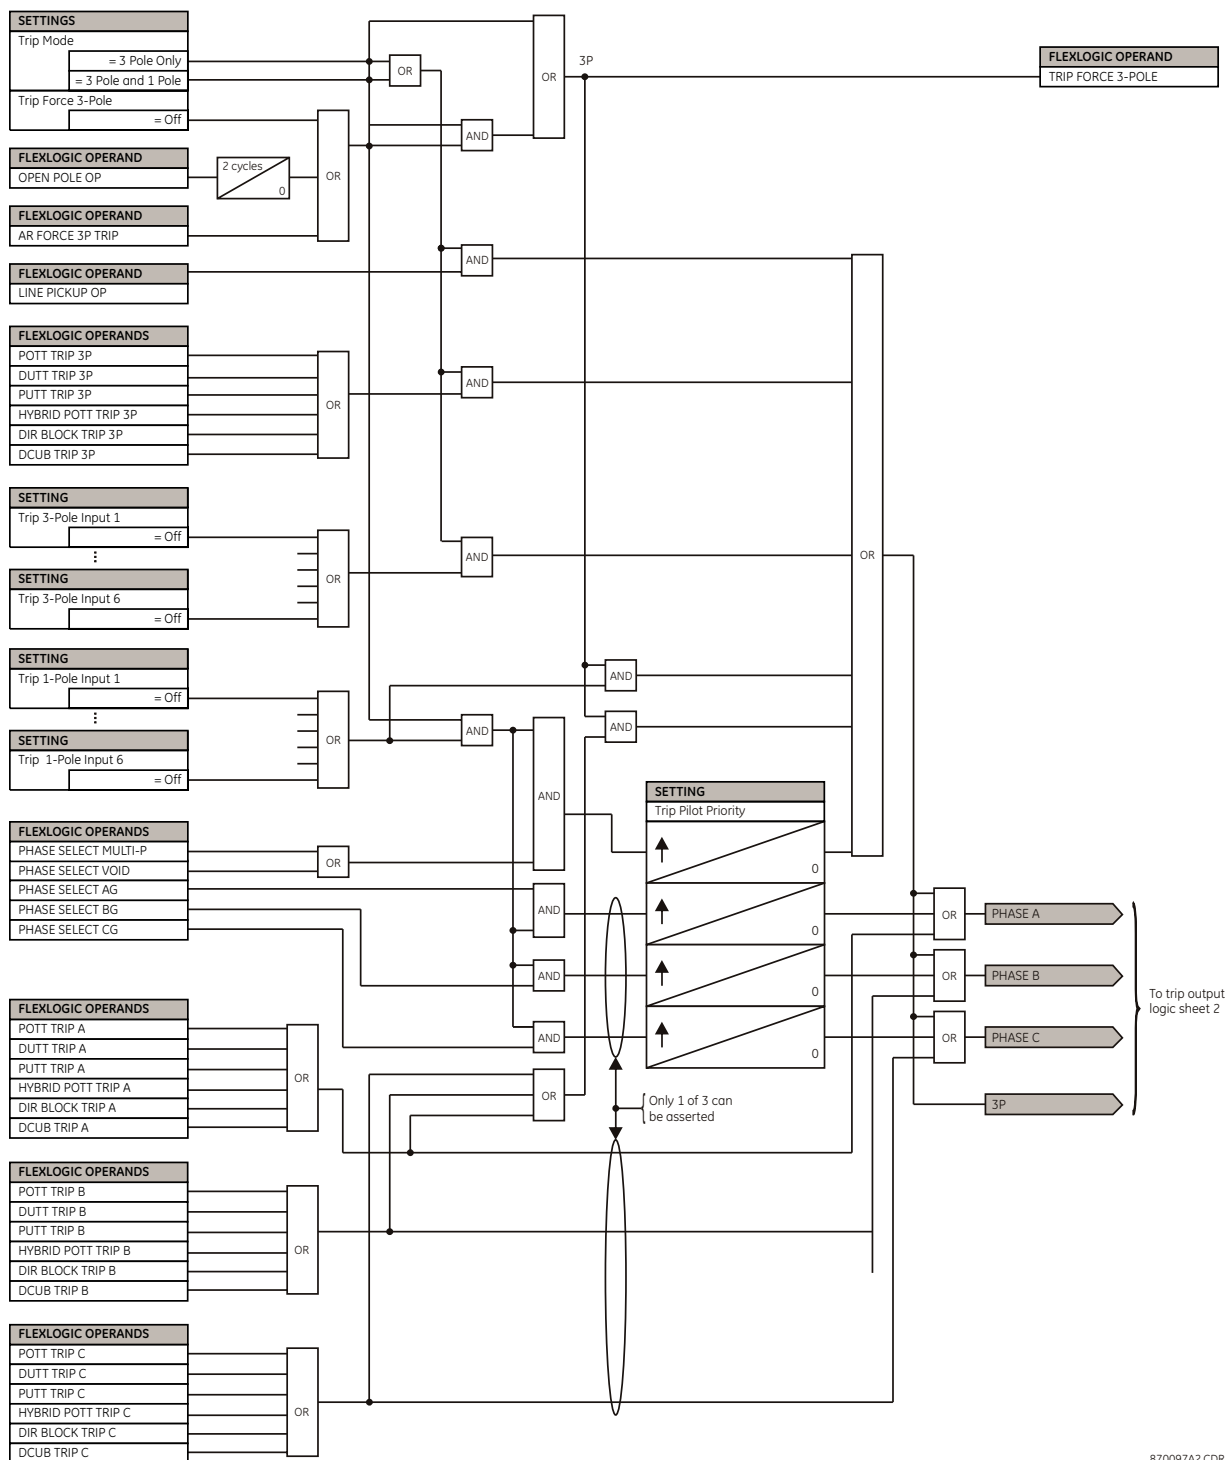 SETTINGS
Trip Mode
= 3 Pole Only
= 3 Pole and 1 Pole
Trip Force 3-Pole
= Off
FLEXLOGIC OPERAND
OPEN POLE OP
2 cycles
0
FLEXLOGIC OPERAND
AR FORCE 3P TRIP
FLEXLOGIC OPERAND
LINE PICKUP OP
FLEXLOGIC OPERANDS
POTT TRIP 3P
DUTT TRIP 3P
PUTT TRIP 3P
HYBRID POTT TRIP 3P
DIR BLOCK TRIP 3P
DCUB TRIP 3P
SETTING
Trip 3-Pole Input 1
= Off
SETTING
Trip 3-Pole Input 6
= Off
SETTING
Trip 1-Pole Input 1
= Off
SETTING
Trip 1-Pole Input 6
= Off
FLEXLOGIC OPERANDS
PHASE SELECT MULTI-P
PHASE SELECT VOID
PHASE SELECT AG
PHASE SELECT BG
PHASE SELECT CG
FLEXLOGIC OPERANDS
POTT TRIP A
DUTT TRIP A
PUTT TRIP A
HYBRID POTT TRIP A
DIR BLOCK TRIP A
DCUB TRIP A
FLEXLOGIC OPERANDS
POTT TRIP B
DUTT TRIP B
PUTT TRIP B
HYBRID POTT TRIP B
DIR BLOCK TRIP B
DCUB TRIP B
FLEXLOGIC OPERANDS
POTT TRIP C
DUTT TRIP C
PUTT TRIP C
HYBRID POTT TRIP C
DIR BLOCK TRIP C
DCUB TRIP C
OR
OR
OR
OR
OR
OR
OR
OR
OR
OR
AND
AND
AND
AND
AND
OR
AND
AND
AND
AND
OR
3P
AND
AND
SETTING
Trip Pilot Priority
0
0
0
0
Only 1 of 3 can
be asserted
OR
FLEXLOGIC OPERAND
TRIP FORCE 3-POLE
OR
PHASE A
OR
PHASE B
OR
PHASE C
3P
To trip output
logic sheet 2
870097A2.CDR